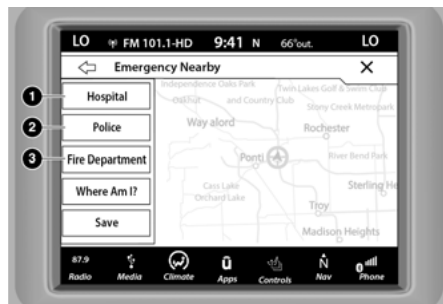 LO FM 101.1-HD 9:41 N 66°out. LO
Emergency Nearby X
1 Hospital
2 Police
3 Fire Department
Where Am I?
Save
Independence Oaks Park
Twin Lakes Golf & Swim Club
Oakhut and Country Club
Stony Creek Metropark
Way alord
Rochester
Ponti
River Bend Park
Cass Lake
Orchard Lake
Sterling He
Troy
Madison Heights
87.9
Radio Media Climate Apps Controls Nav Phone